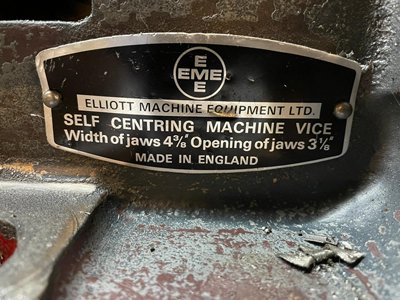 E
EME
E
ELLIOTT MACHINE EQUIPMENT LTD.
SELF CENTRING MACHINE VICE
Width of jaws 4⅜" Opening of jaws 3⅛"
MADE IN ENGLAND